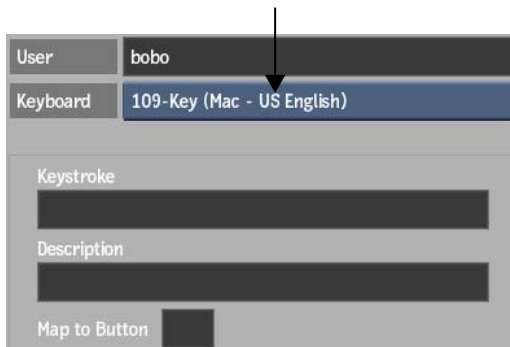 User bobo
Keyboard 109-Key (Mac - US English)
Keystroke
Description
Map to Button